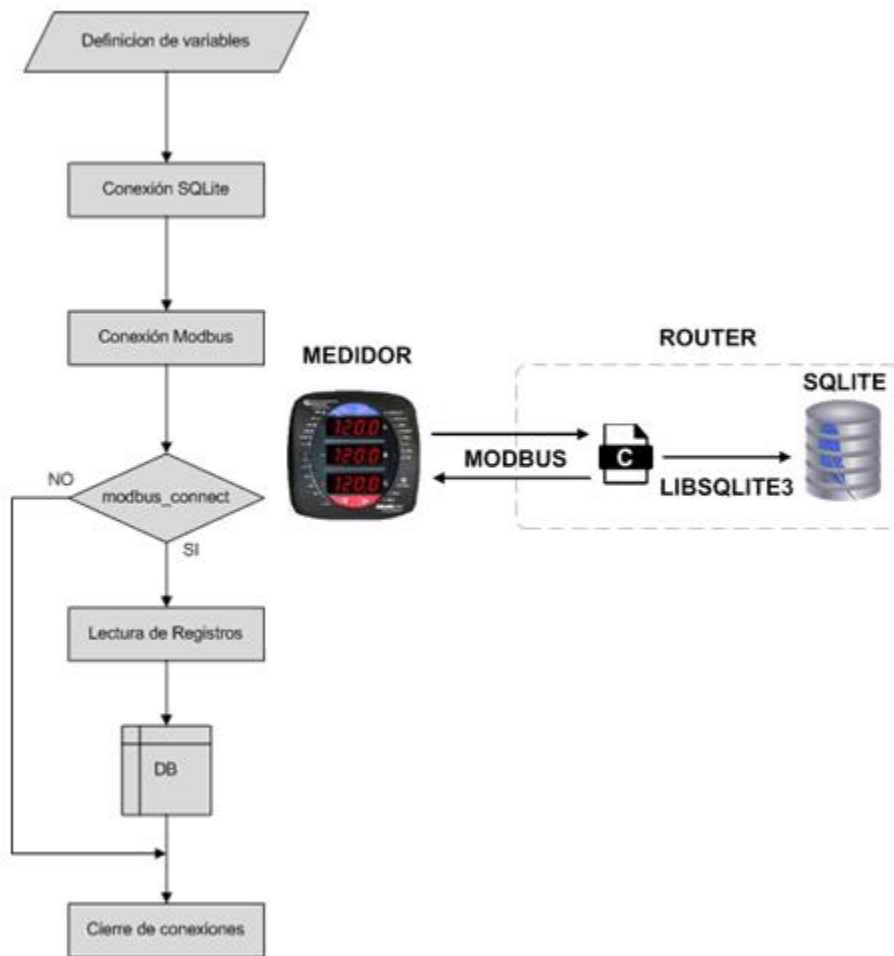 Definicion de variables
Conexión SQLite
Conexión Modbus
modbus_connect
NO
SI
Lectura de Registros
DB
Cierre de conexiones
MEDIDOR
120.0
120.0
120.0
MODBUS
ROUTER
C
LIBSQLITE3
SQLITE